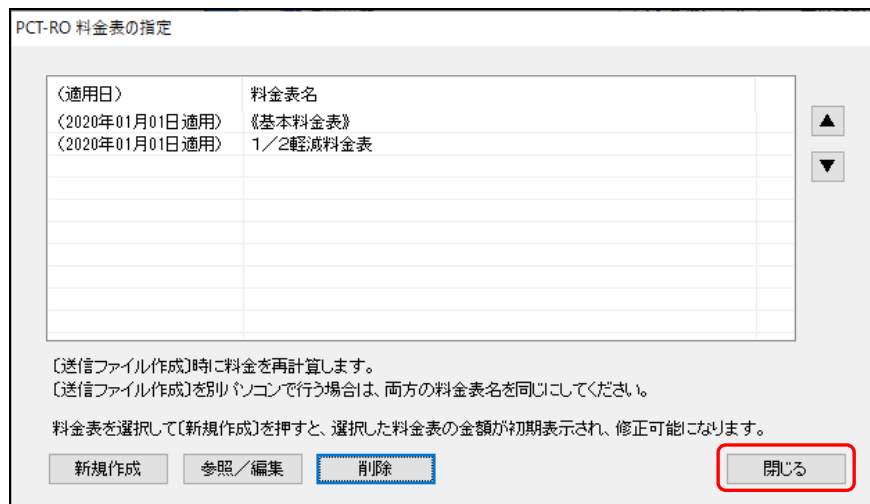 PCT-RO 料金表の指定
（適用日） 料金表名
（2020年01月01日適用） 《基本料金表》
（2020年01月01日適用） 1／2軽減料金表
▲
▼
〔送信ファイル作成〕時に料金を再計算します。
〔送信ファイル作成〕を別パソコンで行う場合は、両方の料金表名を同じにしてください。
料金表を選択して〔新規作成〕を押すと、選択した料金表の金額が初期表示され、修正可能になります。
新規作成 参照／編集 削除 閉じる